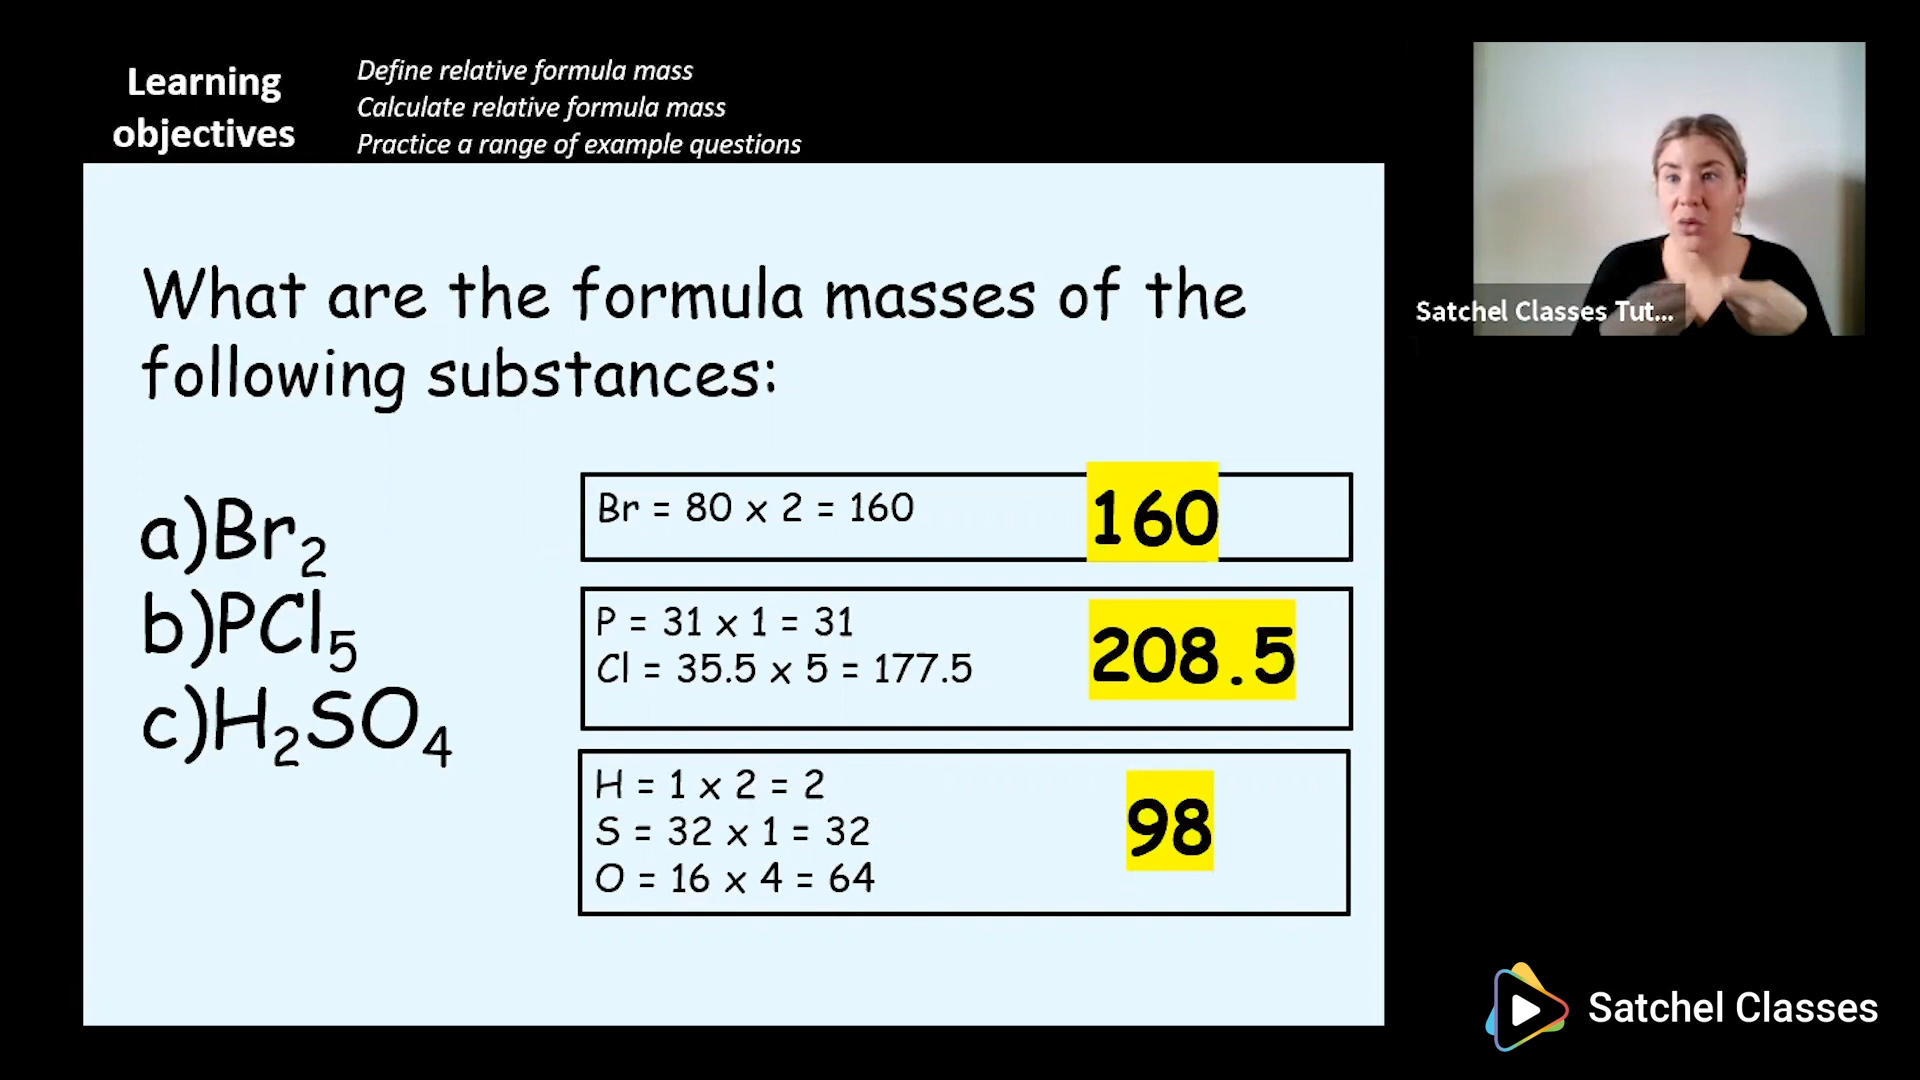 Learning
objectives
Define relative formula mass
Calculate relative formula mass
Practice a range of example questions
What are the formula masses of the
following substances:
a)Br₂
b)PCl₅
c)H₂SO₄
Br = 80 x 2 = 160
160
P = 31 x 1 = 31
Cl = 35.5 x 5 = 177.5
208.5
H = 1 x 2 = 2
S = 32 x 1 = 32
O = 16 x 4 = 64
98
Satchel Classes Tut...
Satchel Classes